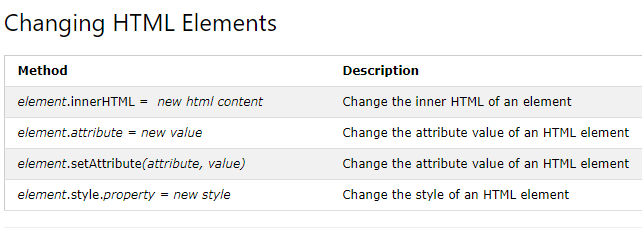 Changing HTML Elements
Method Description
element.innerHTML = new html content Change the inner HTML of an element
element.attribute = new value Change the attribute value of an HTML element
element.setAttribute(attribute, value) Change the attribute value of an HTML element
element.style.property = new style Change the style of an HTML element